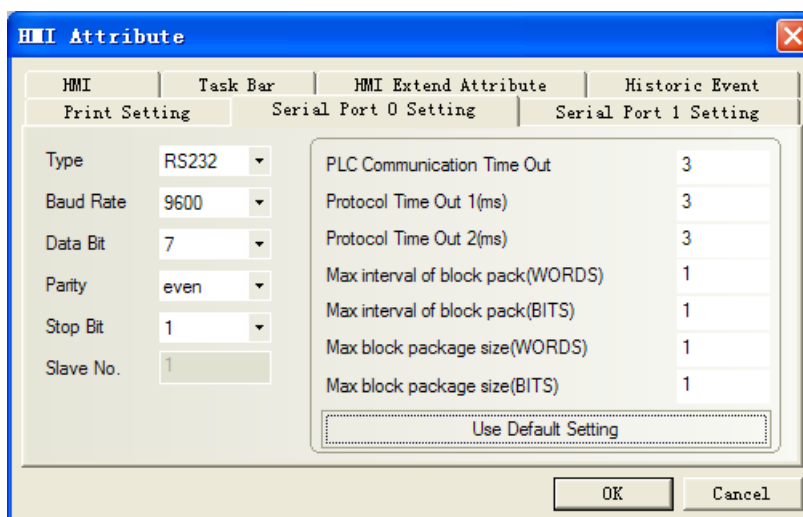 HMI Attribute
HMI Task Bar HMI Extend Attribute Historic Event
Print Setting Serial Port 0 Setting Serial Port 1 Setting
Type RS232
Baud Rate 9600
Data Bit 7
Parity even
Stop Bit 1
Slave No. 1
PLC Communication Time Out 3
Protocol Time Out 1(ms) 3
Protocol Time Out 2(ms) 3
Max interval of block pack(WORDS) 1
Max interval of block pack(BITS) 1
Max block package size(WORDS) 1
Max block package size(BITS) 1
Use Default Setting
OK Cancel